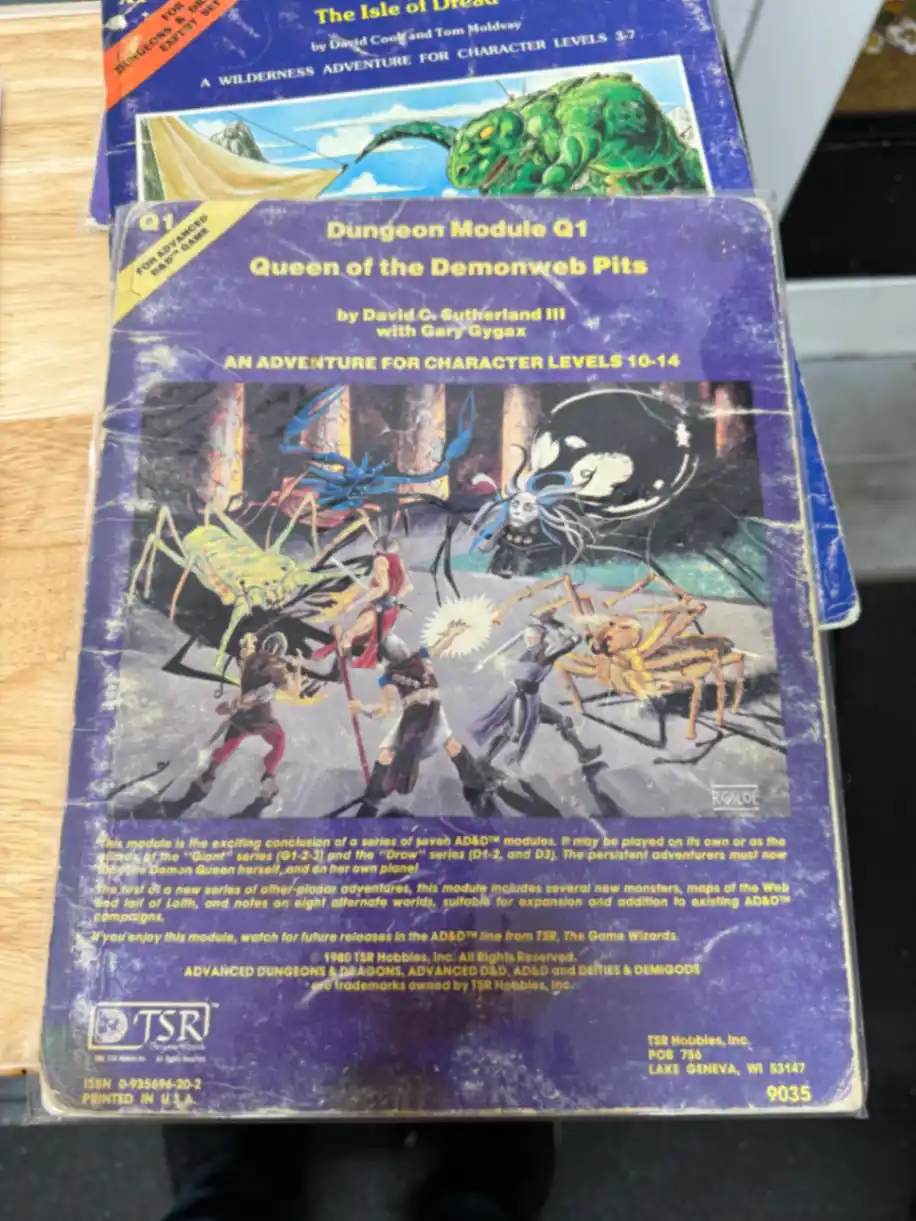 FOR
DUNGEONS & DR
EXPERT SET
The Isle of Dread
by David Cook and Tom Moldvay
A WILDERNESS ADVENTURE FOR CHARACTER LEVELS 3-7
Q1
FOR ADVANCED
D&D™ GAME
Dungeon Module Q1
Queen of the Demonweb Pits
by David C. Sutherland III
with Gary Gygax
AN ADVENTURE FOR CHARACTER LEVELS 10-14
This module is the exciting conclusion of a series of seven AD&D™ modules. It may be played on its own or as the
of the "Giant" series (G1-2-3) and the "Drow" series (D1-2, and D3). The persistent adventurers must now
the Demon Queen herself, and on her own plane!
The first of a new series of other-planar adventures, this module includes several new monsters, maps of the Web
and lair of Lolth, and notes on eight alternate worlds, suitable for expansion and addition to existing AD&D™
campaigns.
If you enjoy this module, watch for future releases in the AD&D™ line from TSR, The Game Wizards.
© 1980 TSR Hobbies, Inc. All Rights Reserved.
ADVANCED DUNGEONS & DRAGONS, ADVANCED D&D, AD&D and DEITIES & DEMIGODS
are trademarks owned by TSR Hobbies, Inc.
TSR™
TSR Hobbies, Inc.
POB 756
LAKE GENEVA, WI 53147
ISBN 0-935696-20-2
PRINTED IN U.S.A.
9035